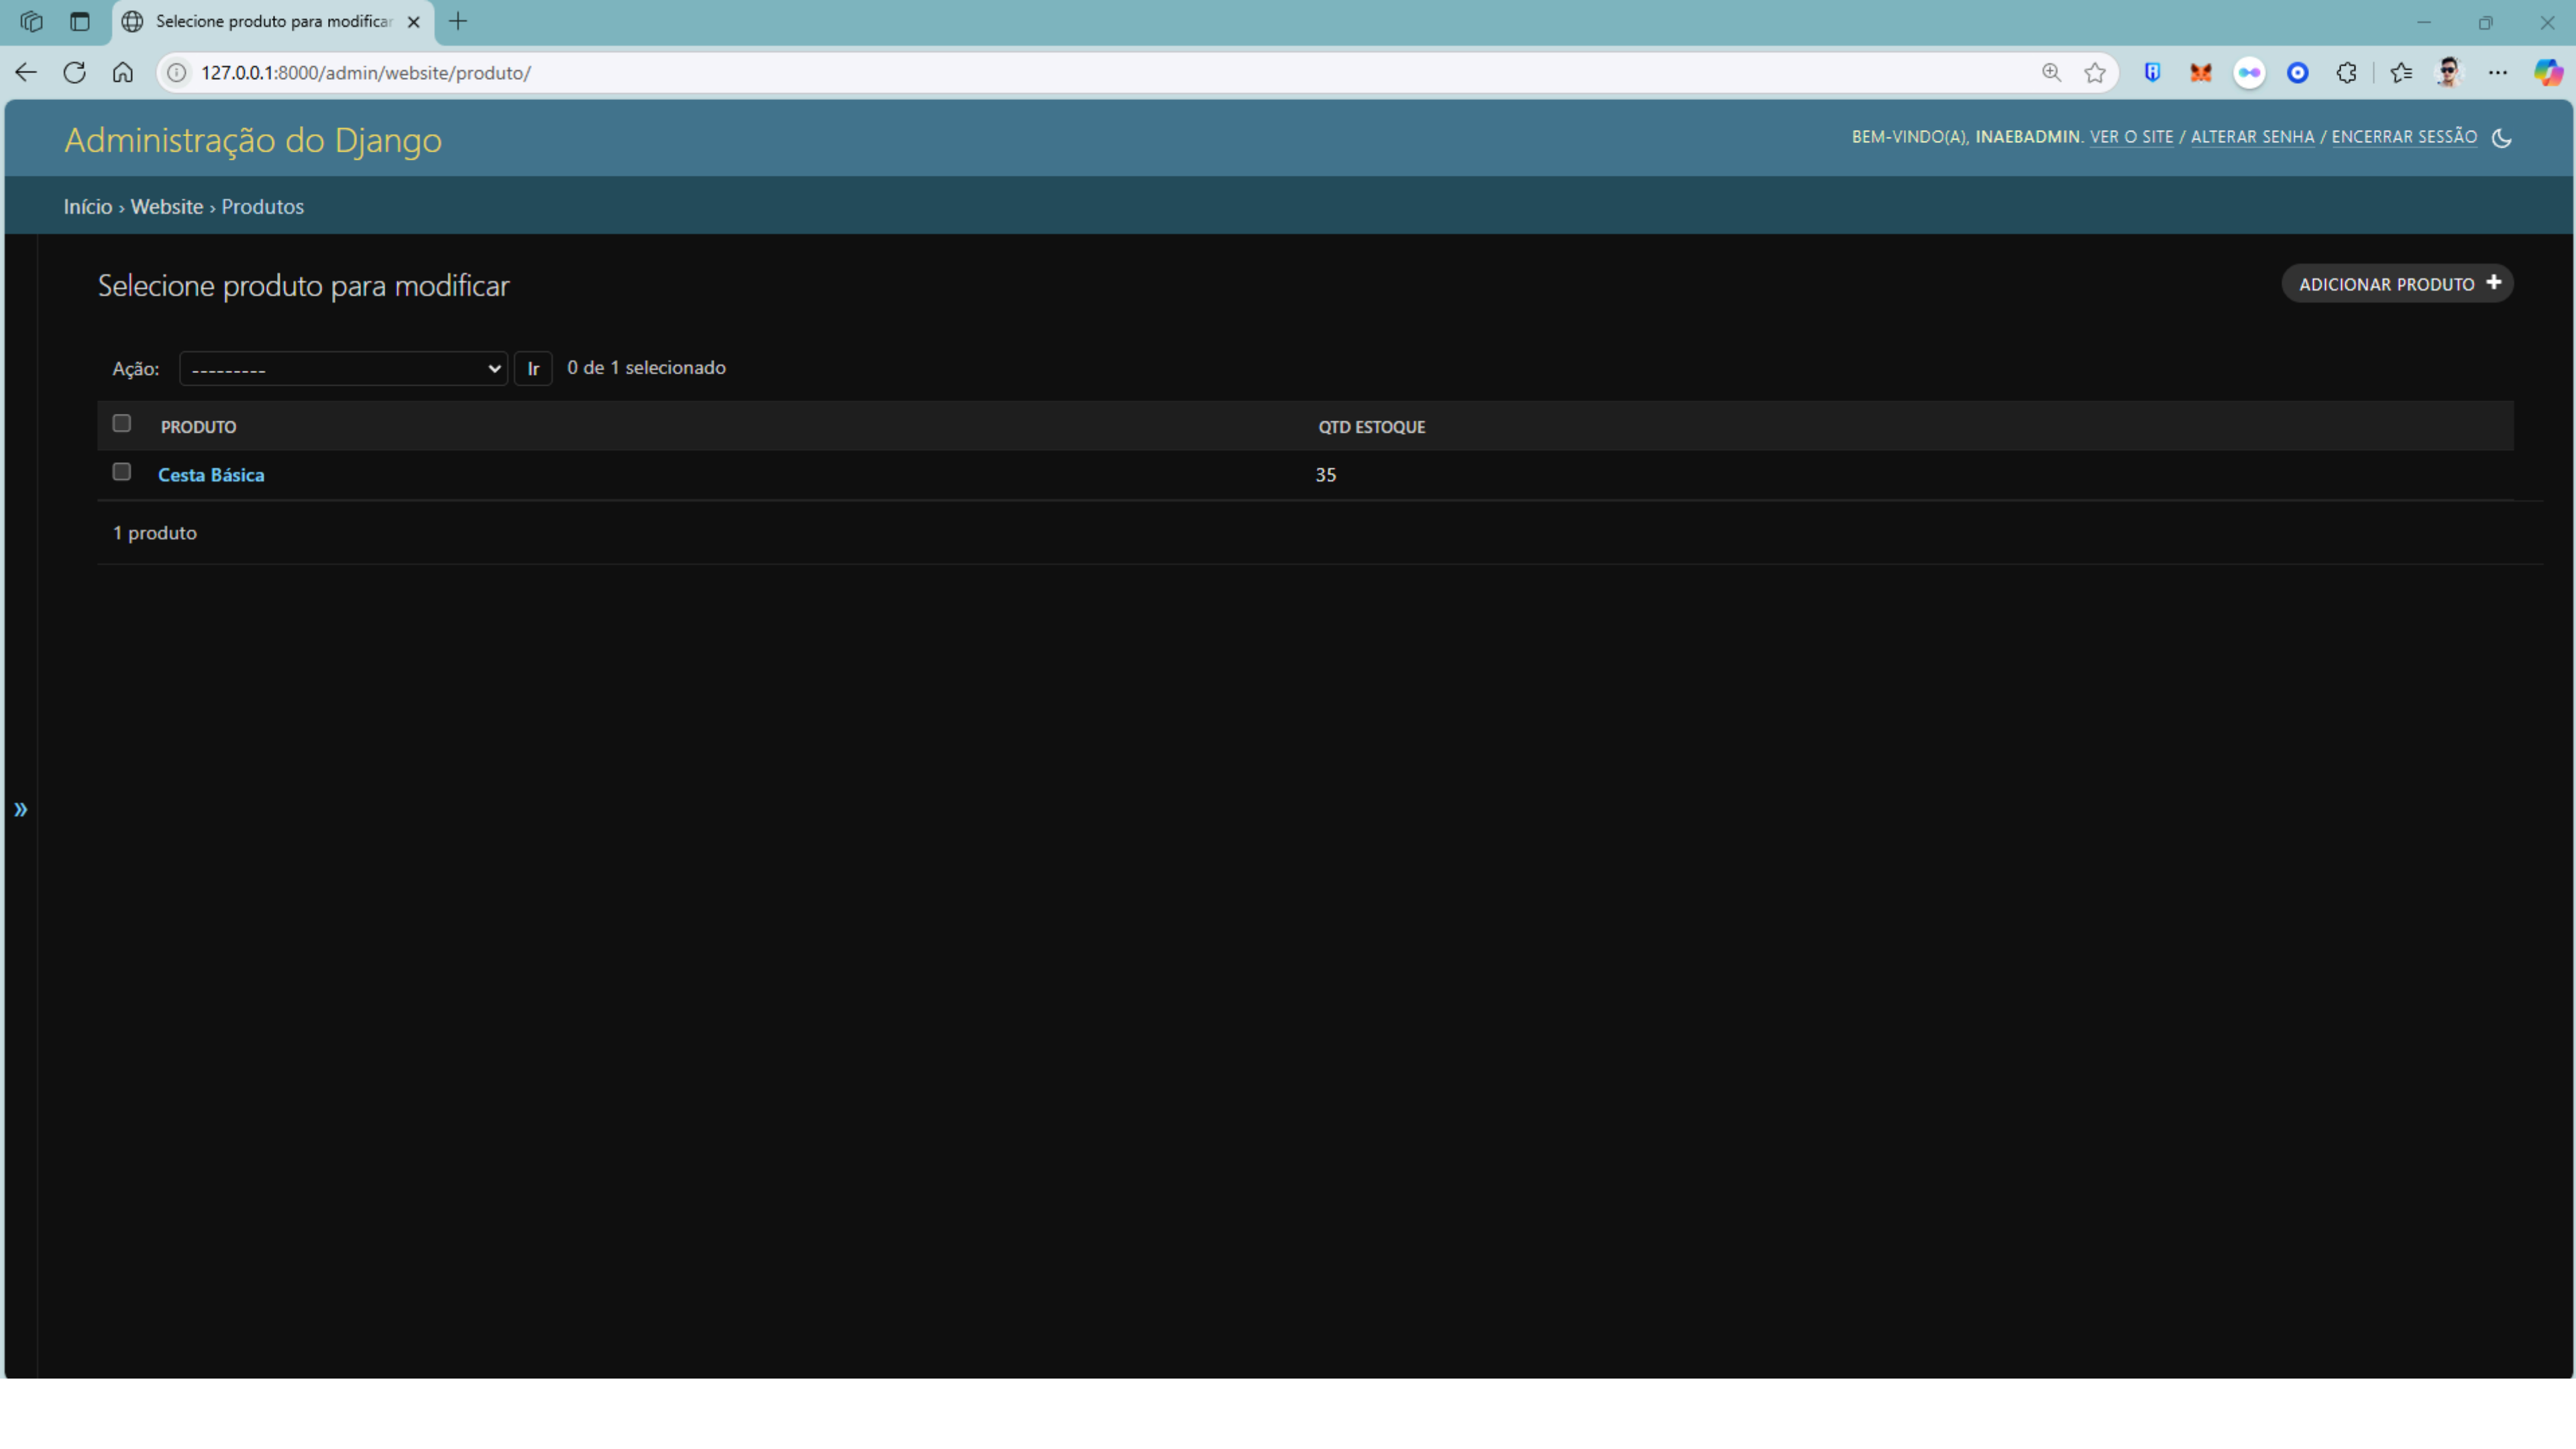 Selecione produto para modificar
127.0.0.1:8000/admin/website/produto/
Administração do Django
BEM-VINDO(A), INAEBADMIN. VER O SITE / ALTERAR SENHA / ENCERRAR SESSÃO
Início › Website › Produtos
Selecione produto para modificar
ADICIONAR PRODUTO +
Ação: --------- Ir 0 de 1 selecionado
PRODUTO QTD ESTOQUE
Cesta Básica 35
1 produto
»